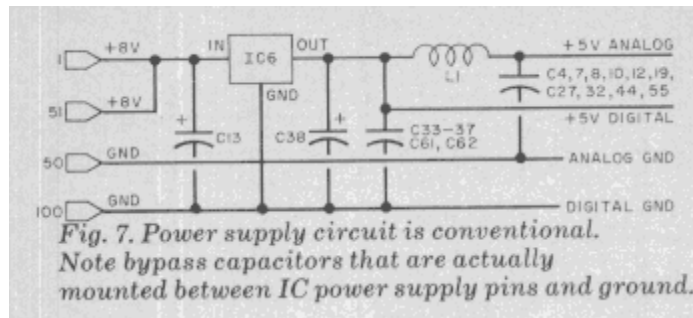 1 +8V IN IC6 OUT +5V ANALOG
GND L1 C4,7,8,10,12,19,
C27, 32, 44, 55
51 +8V +5V DIGITAL
+ C13 C38 + C33-37
C61, C62
50 GND ANALOG GND
100 GND DIGITAL GND
Fig. 7. Power supply circuit is conventional.
Note bypass capacitors that are actually
mounted between IC power supply pins and ground.